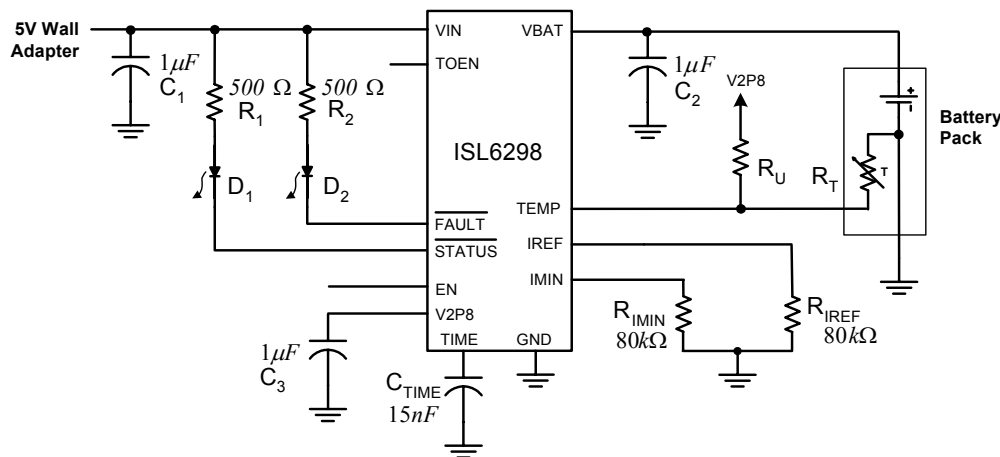 5V Wall
Adapter
1µF
C1
500 Ω
R1
500 Ω
R2
D1
D2
VIN
TOEN
ISL6298
FAULT
STATUS
EN
V2P8
TIME
GND
VBAT
TEMP
IREF
IMIN
1µF
C2
V2P8
RU
RT
T
+
Battery
Pack
RIMIN
80kΩ
RIREF
80kΩ
1µF
C3
CTIME
15nF